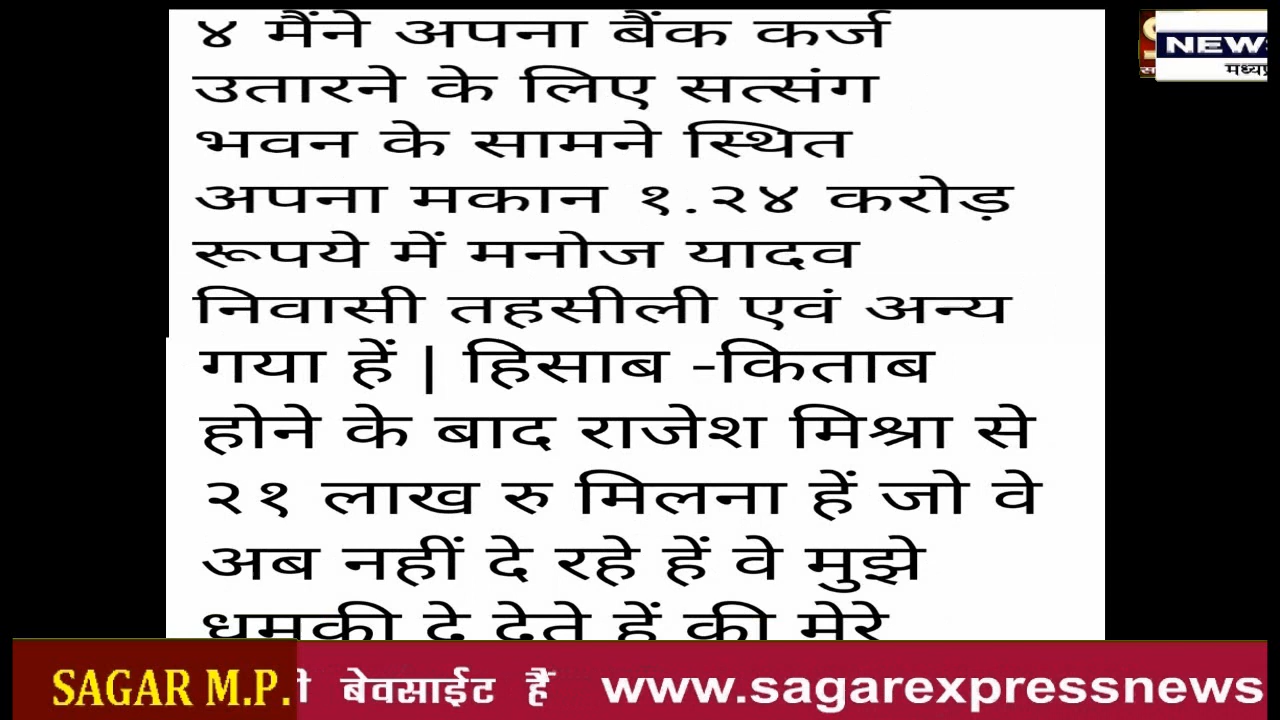 ४ मैंने अपना बैंक कर्ज
उतारने के लिए सत्संग
भवन के सामने स्थित
अपना मकान १.२४ करोड़
रूपये में मनोज यादव
निवासी तहसीली एवं अन्य
गया हें | हिसाब -किताब
होने के बाद राजेश मिश्रा से
२१ लाख रु मिलना हें जो वे
अब नहीं दे रहे हें वे मुझे
धमकी दे देते हें की मेरे
NEWS
SAGAR M.P. बेवसाईट हैं www.sagarexpressnews